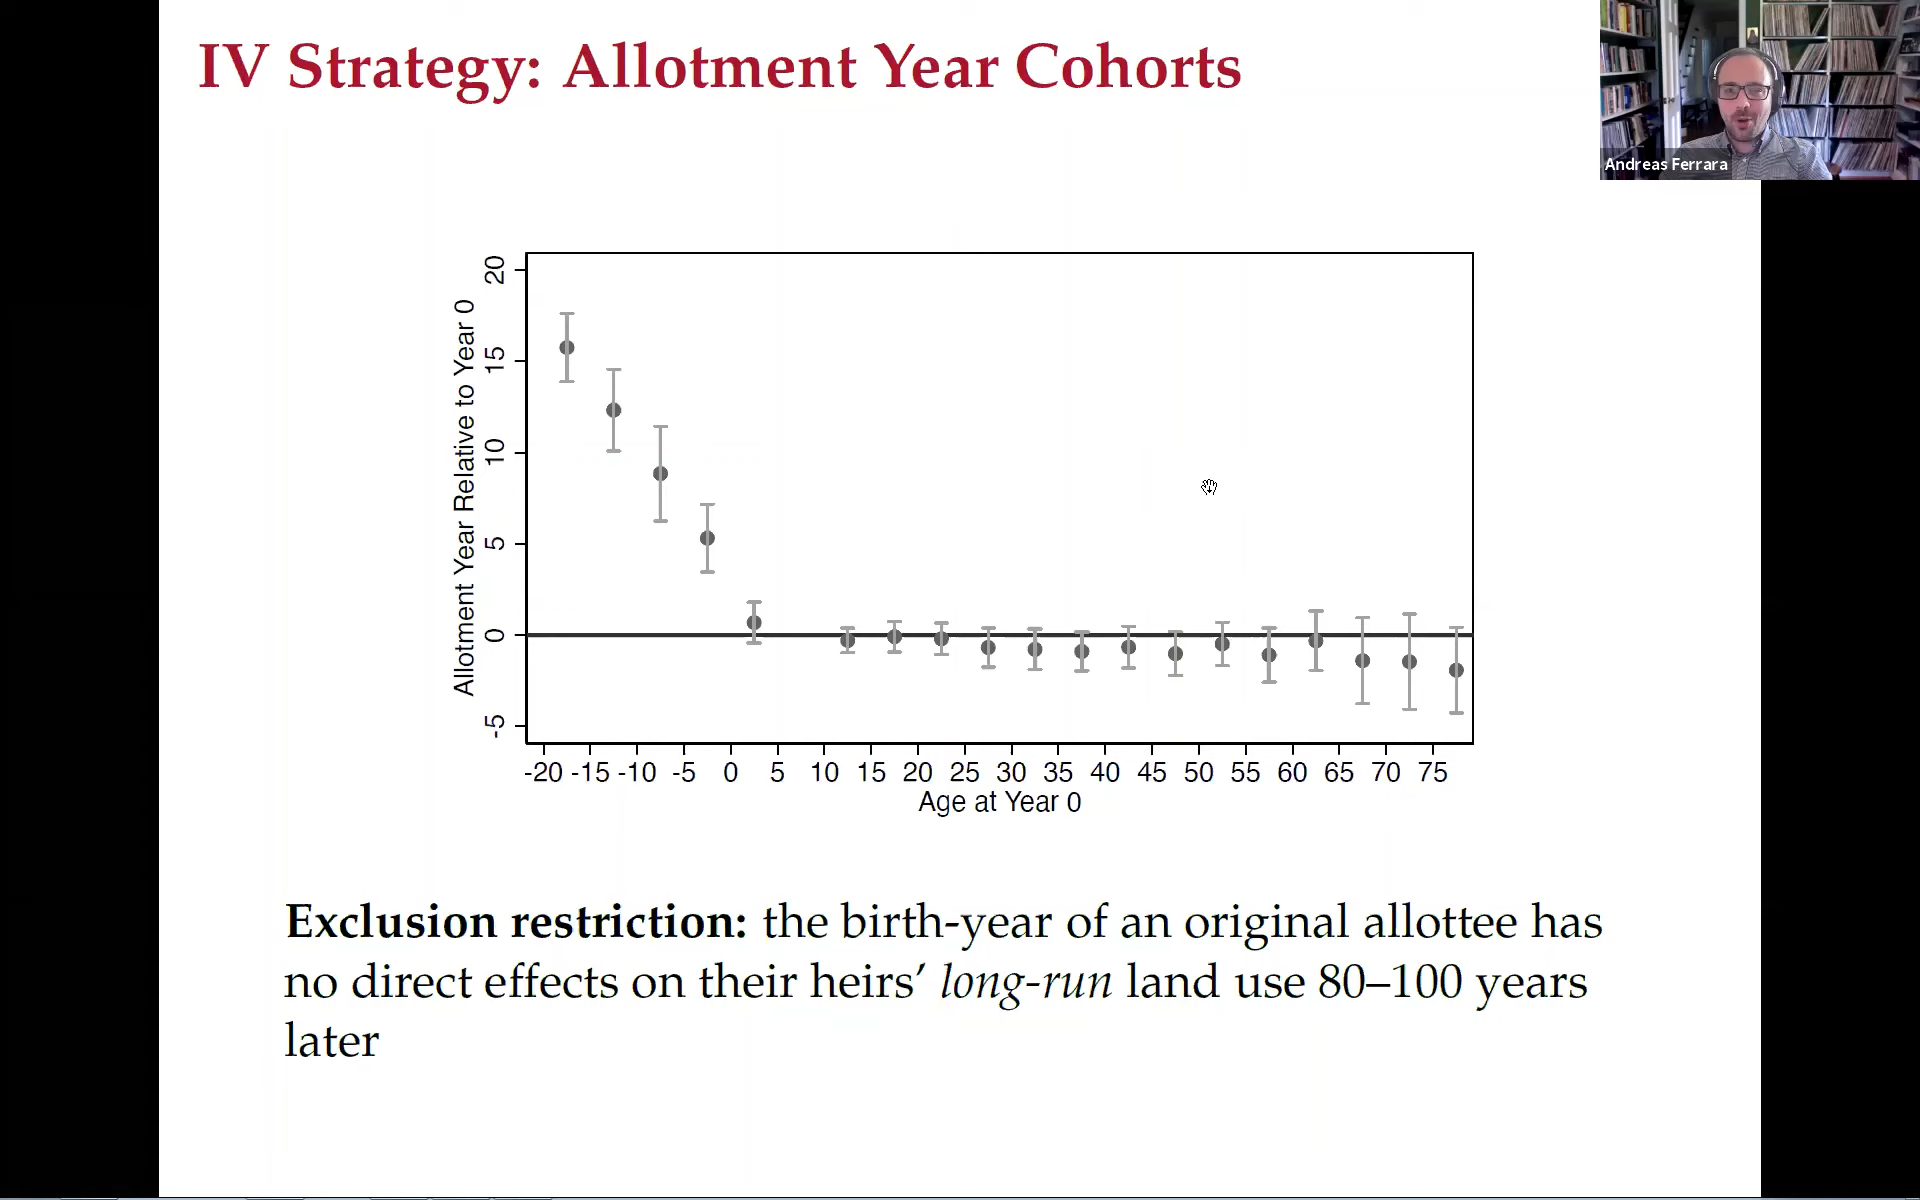 IV Strategy: Allotment Year Cohorts
Andreas Ferrara
Allotment Year Relative to Year 0
20
15
10
5
0
-5
-20 -15 -10 -5 0 5 10 15 20 25 30 35 40 45 50 55 60 65 70 75
Age at Year 0
Exclusion restriction: the birth-year of an original allottee has
no direct effects on their heirs’ long-run land use 80–100 years
later